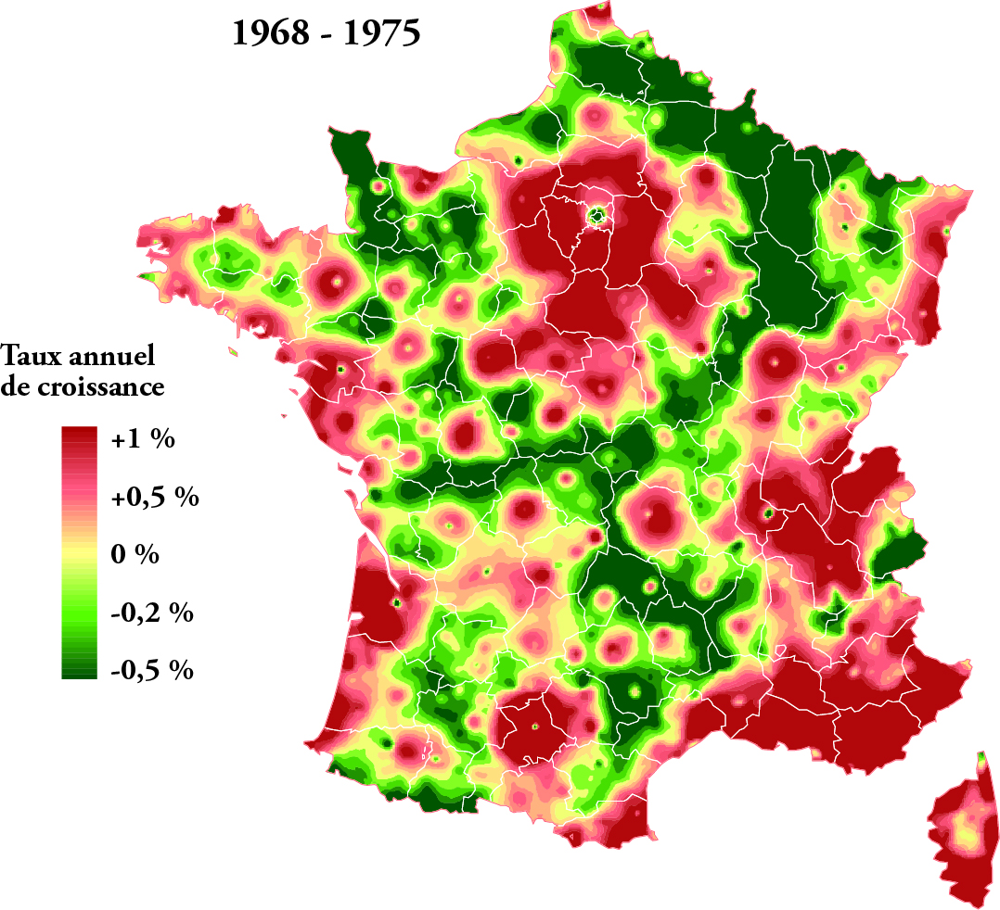 1968 - 1975
Taux annuel
de croissance
+1 %
+0,5 %
0 %
-0,2 %
-0,5 %